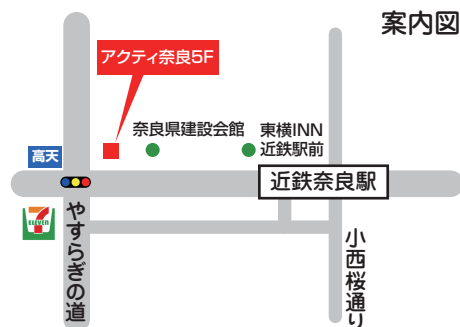 案内図
アクティ奈良5F
奈良県建設会館
東横INN
近鉄駅前
高天
近鉄奈良駅
7
ELEVEN
やすらぎの道
小西桜通り